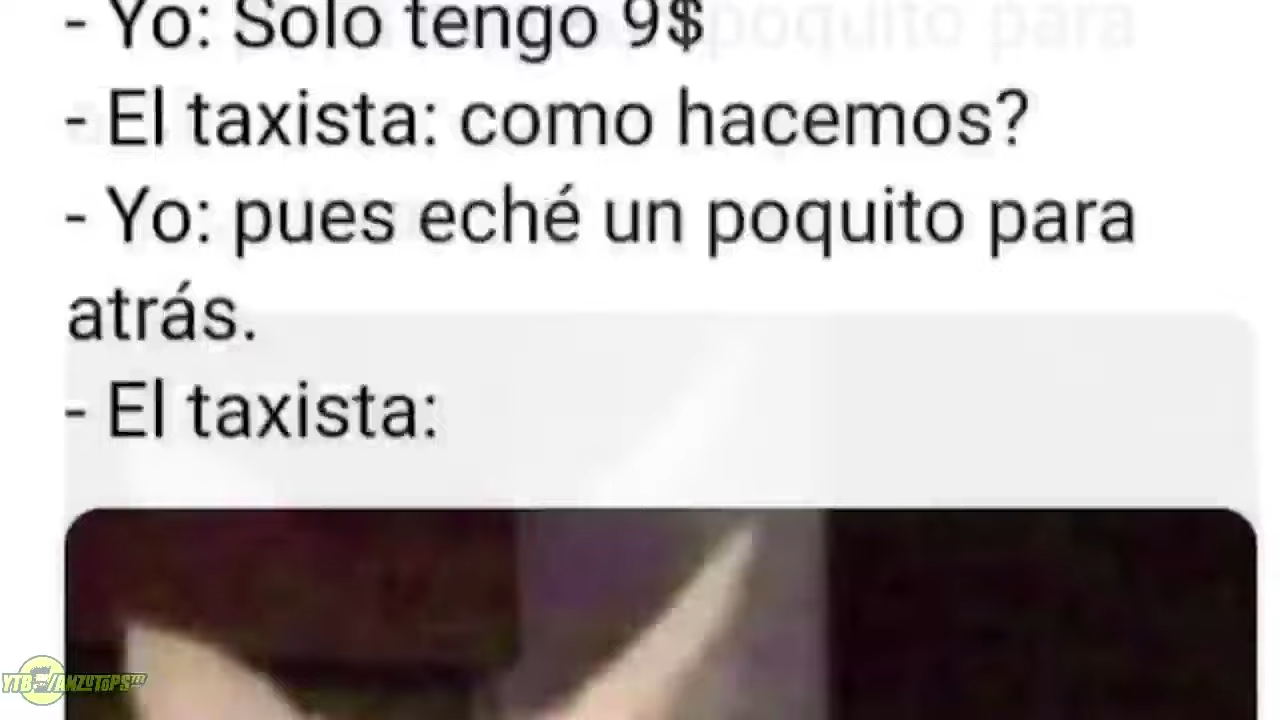 - Yo: Solo tengo 9$
- El taxista: como hacemos?
- Yo: pues eché un poquito para
atrás.
- El taxista: